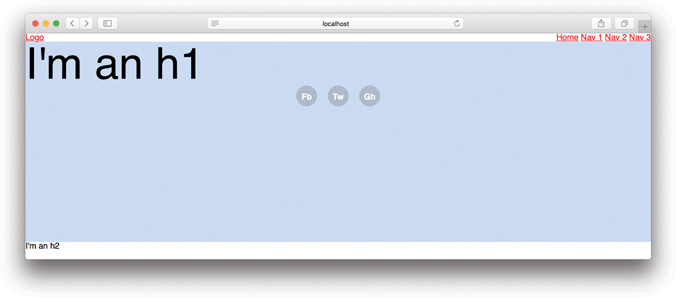 localhost
Logo Home Nav 1 Nav 2 Nav 3
I'm an h1
Fb Tw Gh
I'm an h2